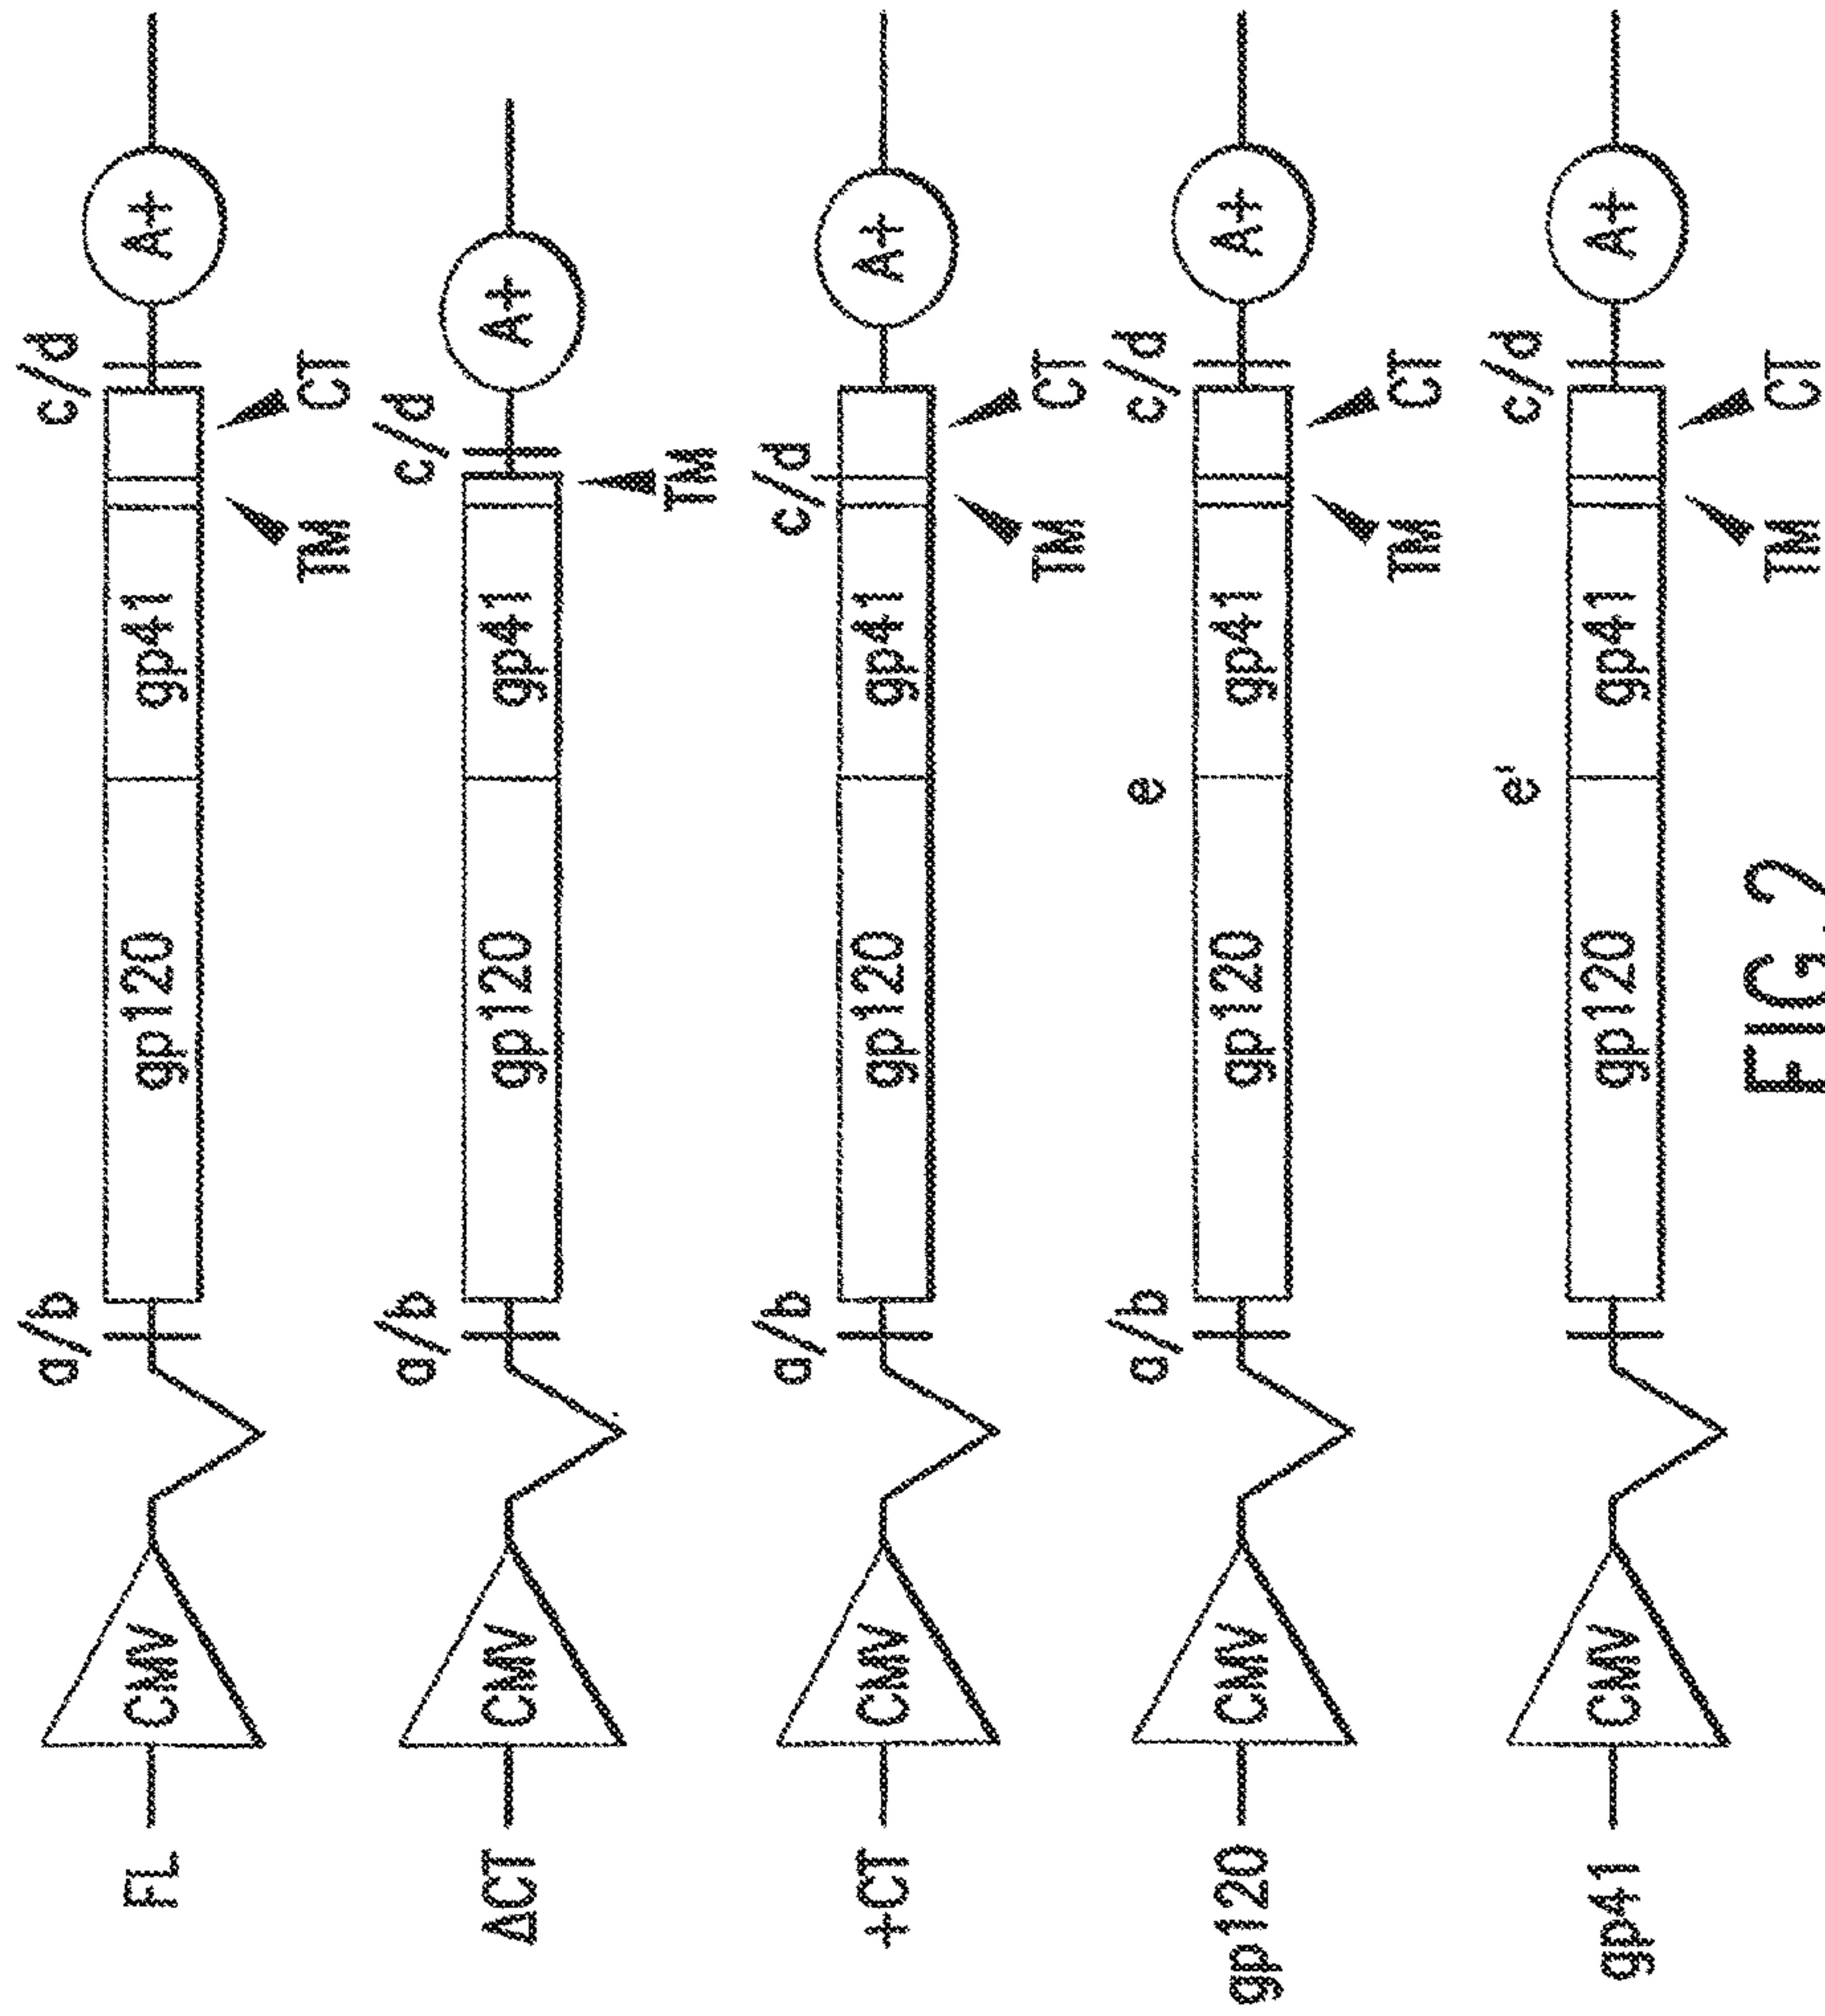 FL CMV a/b gp120 gp41 c/d A+
TM CT
ΔCT CMV a/b gp120 gp41 c/d A+
TM
+CT CMV a/b gp120 gp41 c/d A+
TM CT
gp120 CMV a/b gp120 e gp41 c/d A+
TM CT
gp41 CMV gp120 e' gp41 c/d A+
TM CT
FIG.2